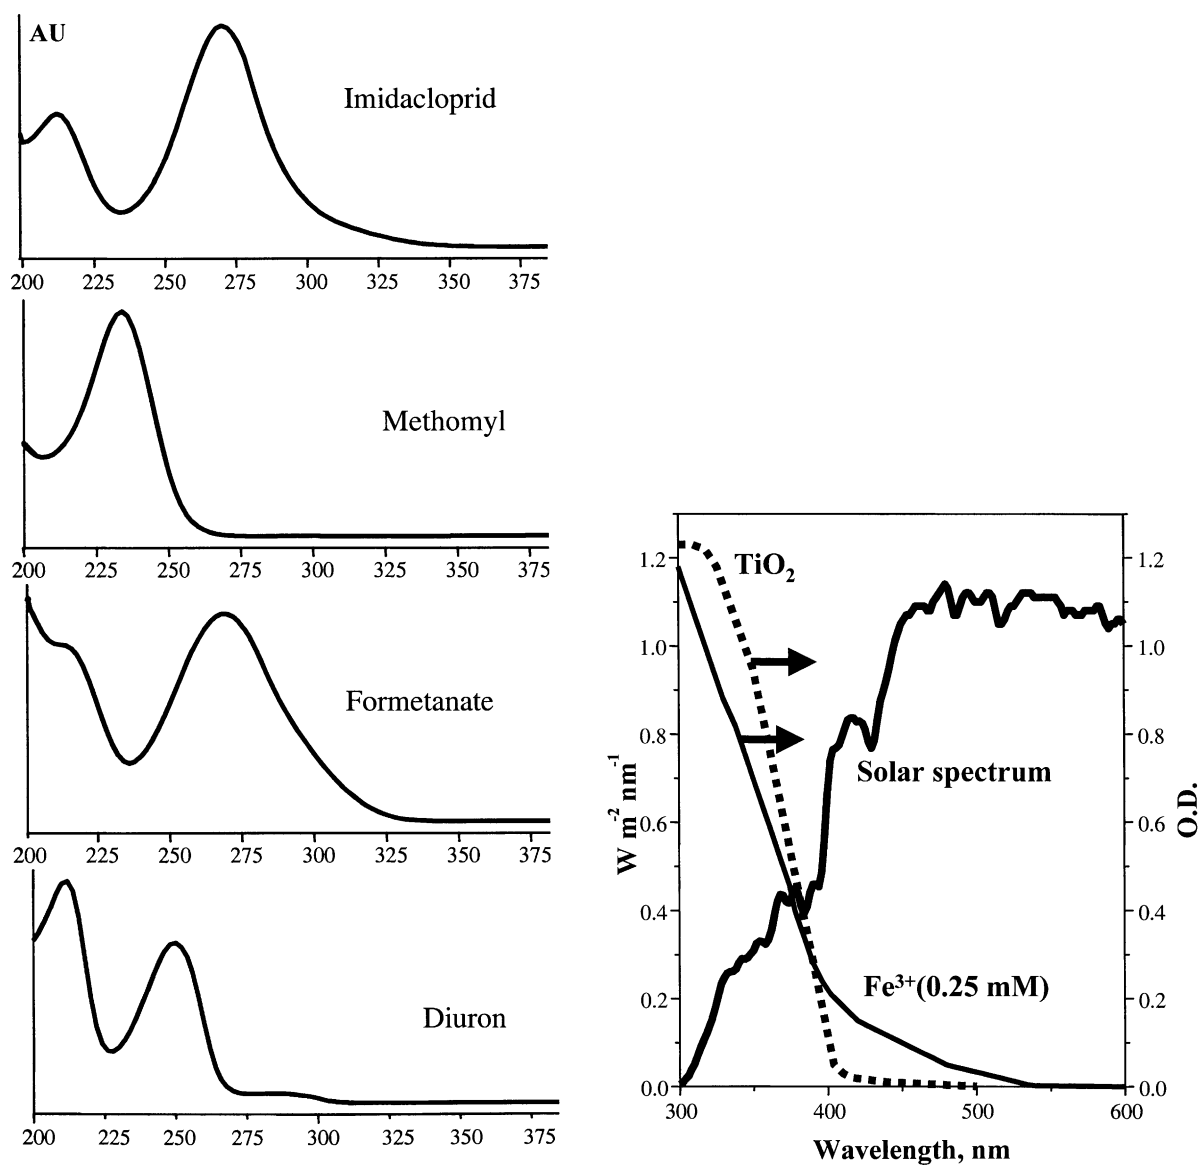 AU
Imidacloprid
200 225 250 275 300 325 350 375
Methomyl
200 225 250 275 300 325 350 375
Formetanate
200 225 250 275 300 325 350 375
Diuron
200 225 250 275 300 325 350 375
TiO₂
1.2 1.2
1.0 1.0
0.8 0.8
Solar spectrum
W m⁻² nm⁻¹
O.D.
0.6 0.6
0.4 0.4
Fe³⁺(0.25 mM)
0.2 0.2
0.0 0.0
300 400 500 600
Wavelength, nm